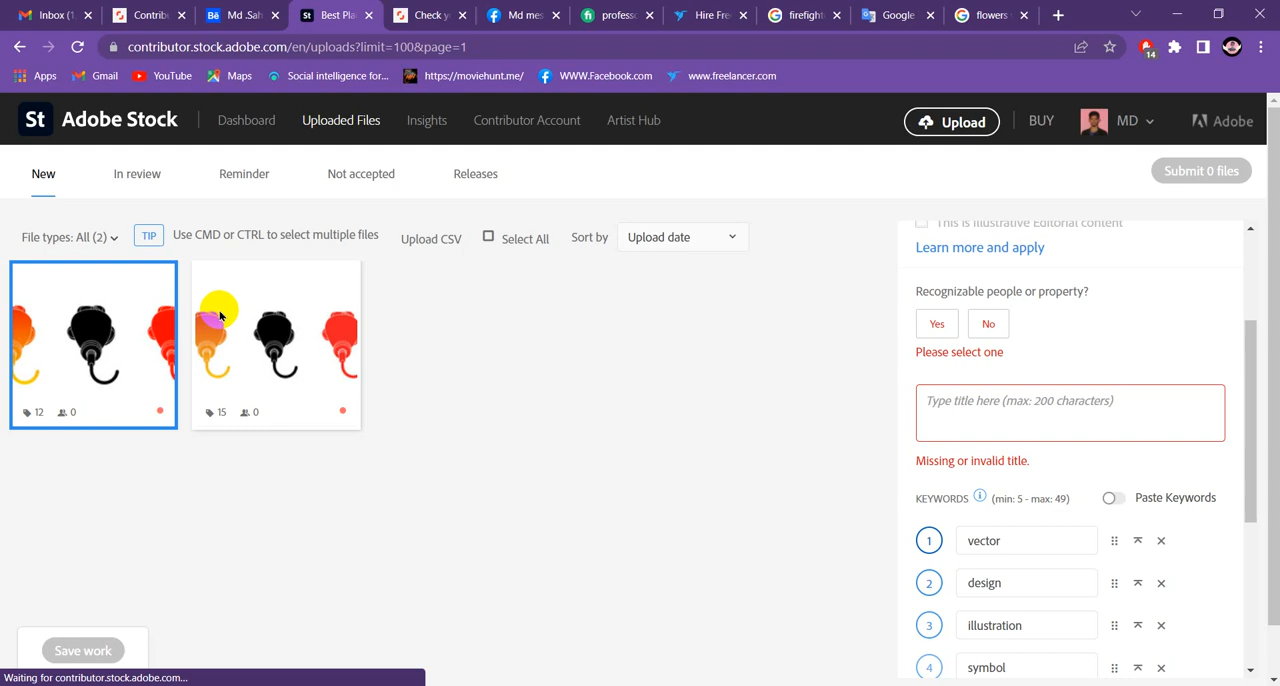 Inbox (1,
Contrib
Md .Sah
Best Pla
Check y
Md mes
profess
Hire Fre
firefight
Google
flowers
contributor.stock.adobe.com/en/uploads?limit=100&page=1
14
Apps
Gmail
YouTube
Maps
Social intelligence for...
https://moviehunt.me/
WWW.Facebook.com
www.freelancer.com
St Adobe Stock
Dashboard
Uploaded Files
Insights
Contributor Account
Artist Hub
Upload
BUY
MD
Adobe
New
In review
Reminder
Not accepted
Releases
Submit 0 files
File types: All (2)
TIP
Use CMD or CTRL to select multiple files
Upload CSV
Select All
Sort by
Upload date
12 0
15 0
This is Illustrative Editorial content
Learn more and apply
Recognizable people or property?
Yes
No
Please select one
Type title here (max: 200 characters)
Missing or invalid title.
KEYWORDS (min: 5 - max: 49)
Paste Keywords
1 vector
2 design
3 illustration
4 symbol
Save work
Waiting for contributor.stock.adobe.com...